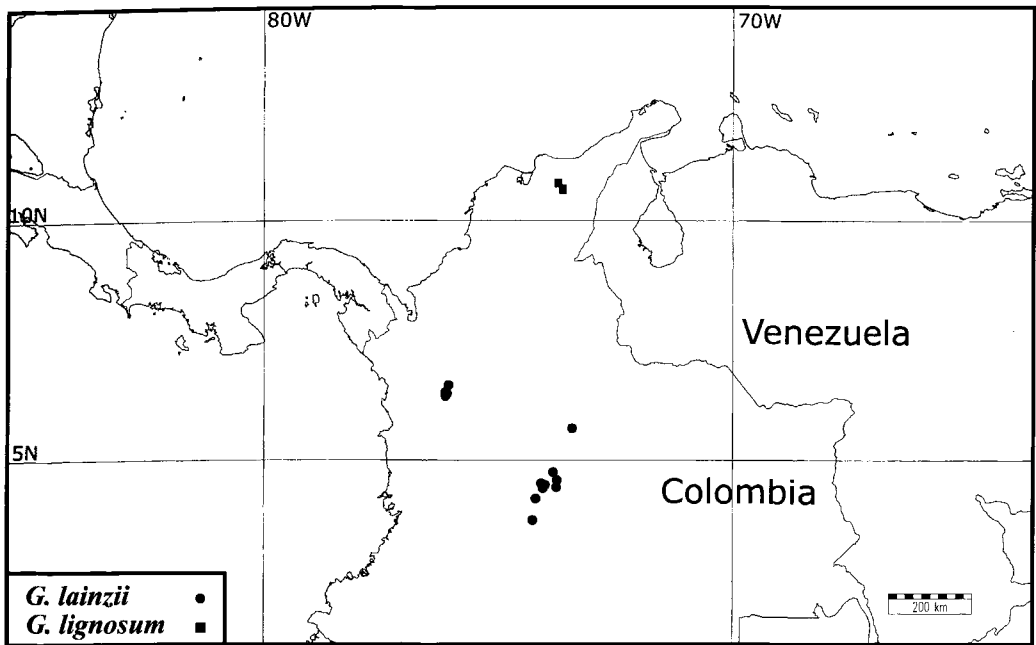 80W
70W
10N
Venezuela
5N
Colombia
G. lainzii
G. lignosum
200 km